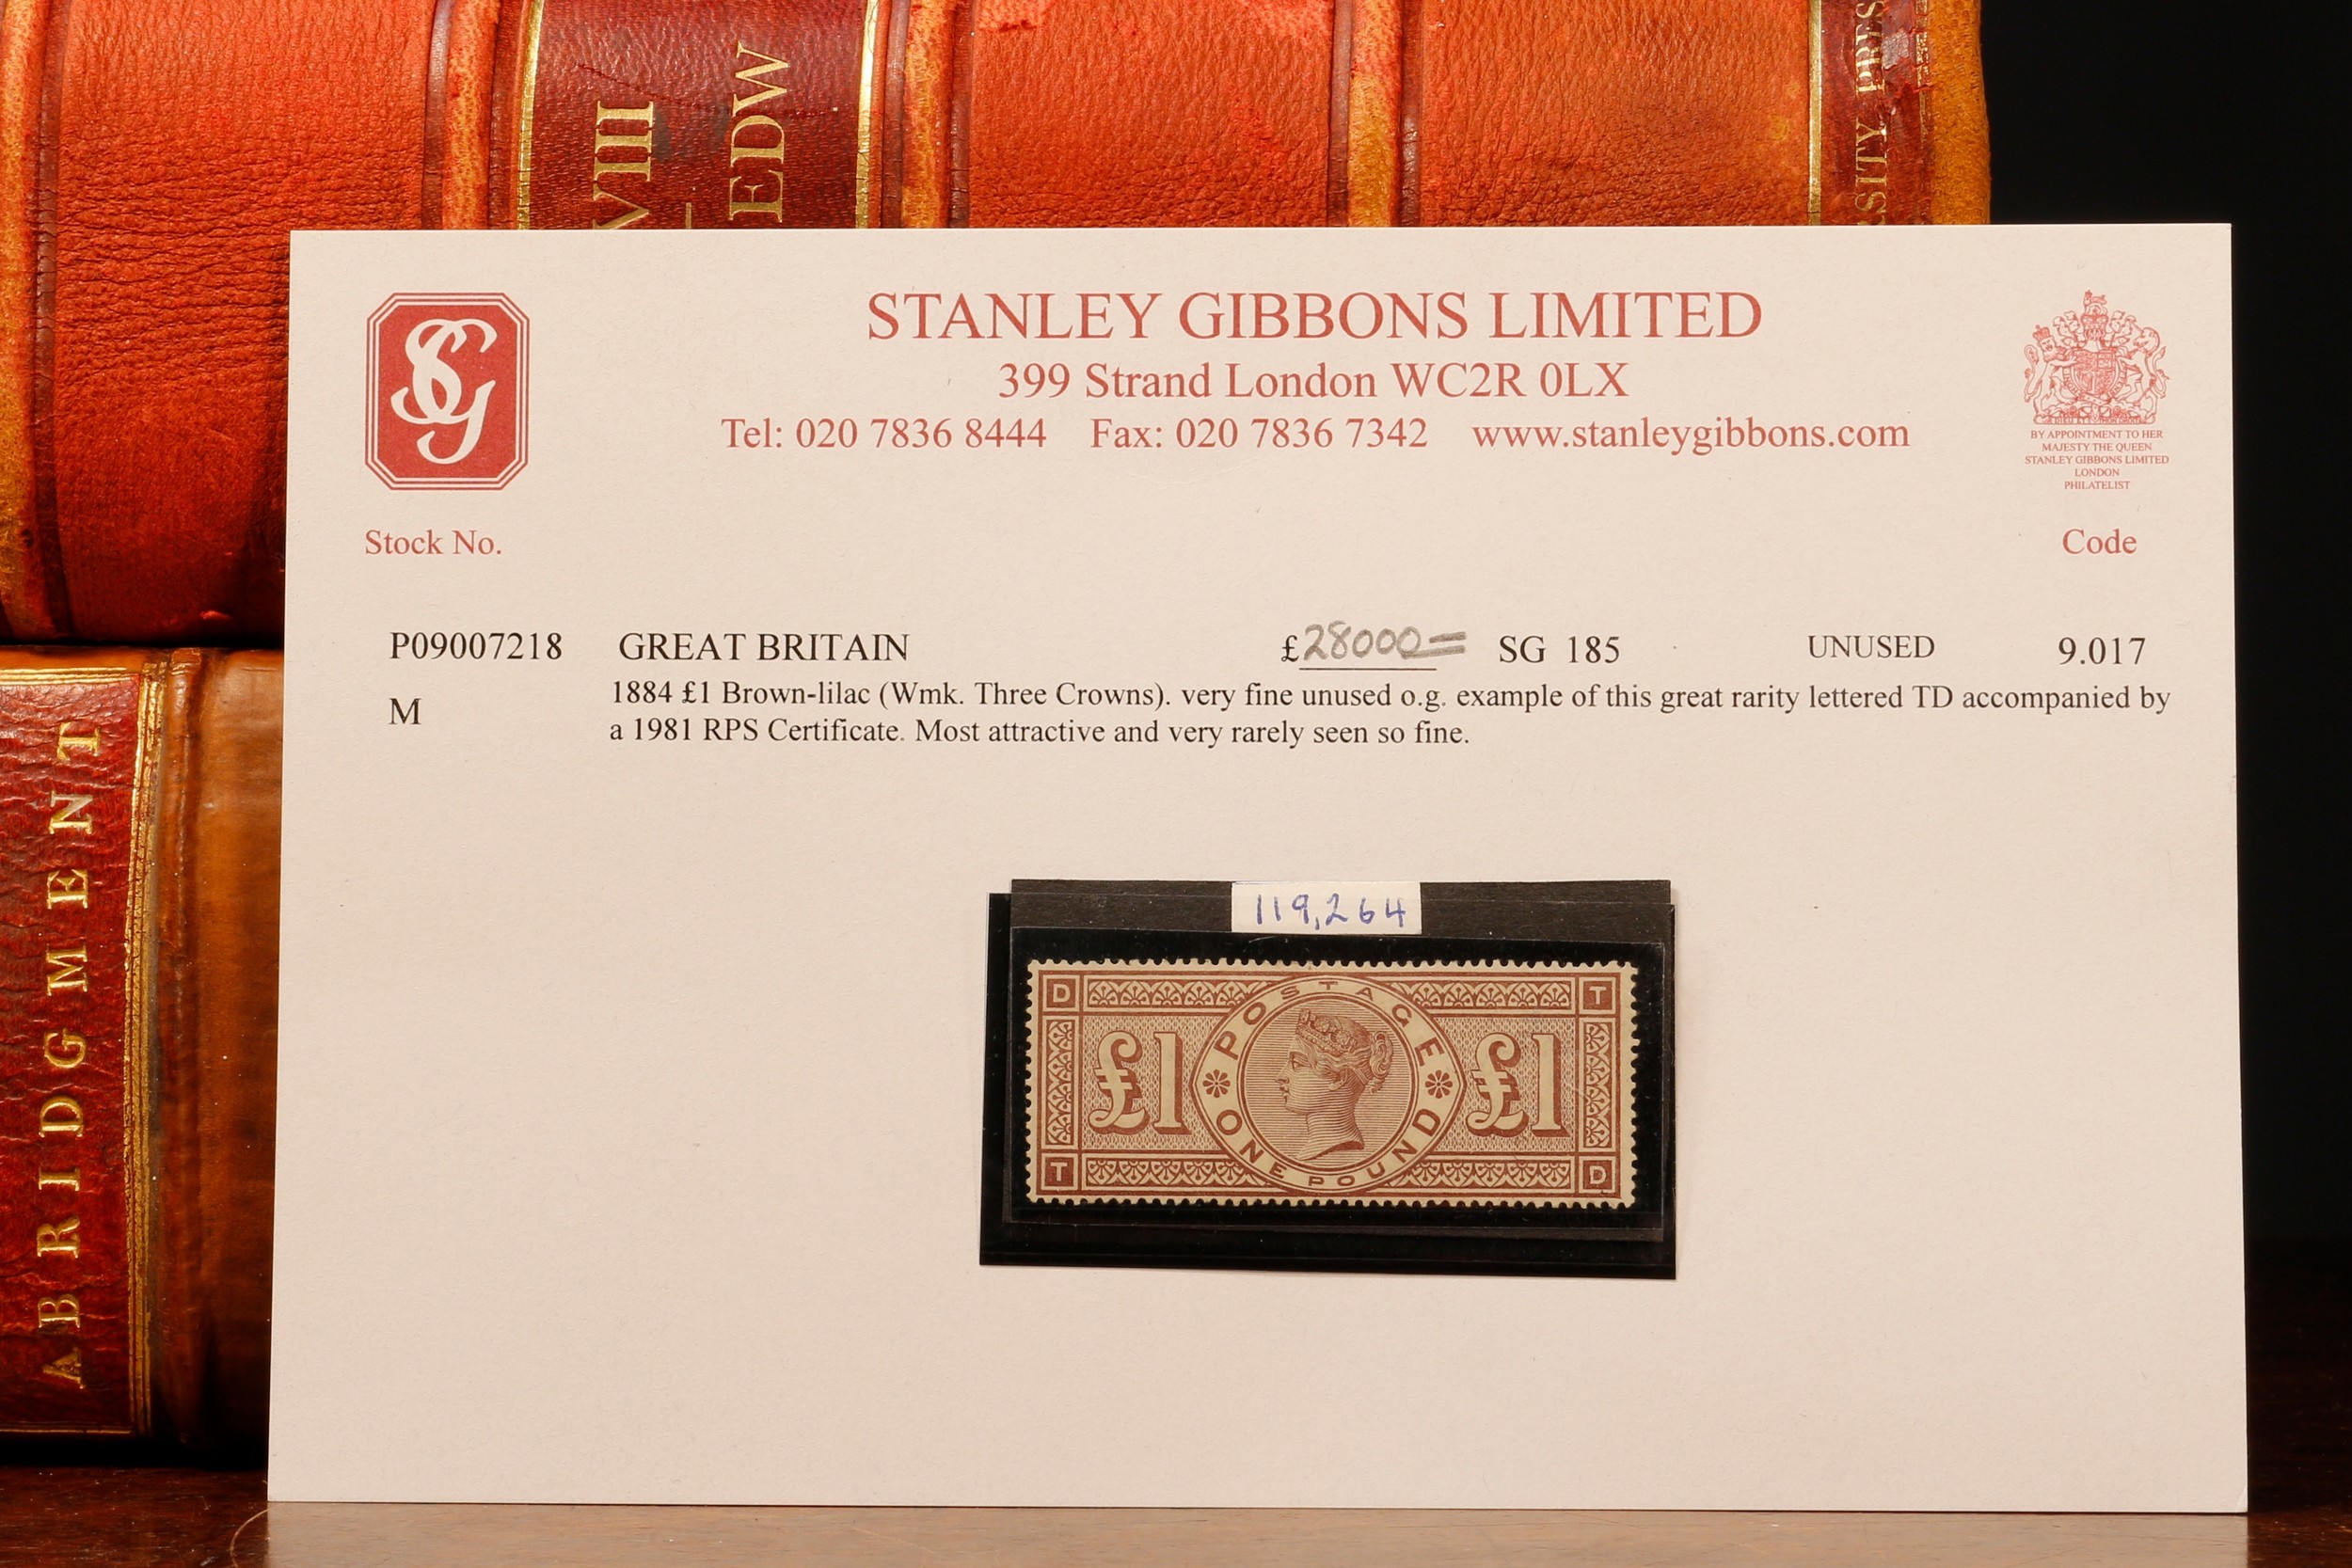 VIII
EDW
SITY PRES
ABRIDGMENT
SG
STANLEY GIBBONS LIMITED
399 Strand London WC2R 0LX
Tel: 020 7836 8444 Fax: 020 7836 7342 www.stanleygibbons.com
BY APPOINTMENT TO HER
MAJESTY THE QUEEN
STANLEY GIBBONS LIMITED
LONDON
PHILATELIST
Stock No.
Code
P09007218 GREAT BRITAIN £28000= SG 185 UNUSED 9.017
M
1884 £1 Brown-lilac (Wmk. Three Crowns). very fine unused o.g. example of this great rarity lettered TD accompanied by
a 1981 RPS Certificate. Most attractive and very rarely seen so fine.
119,264
D T
POSTAGE
£1 £1
ONE POUND
T D